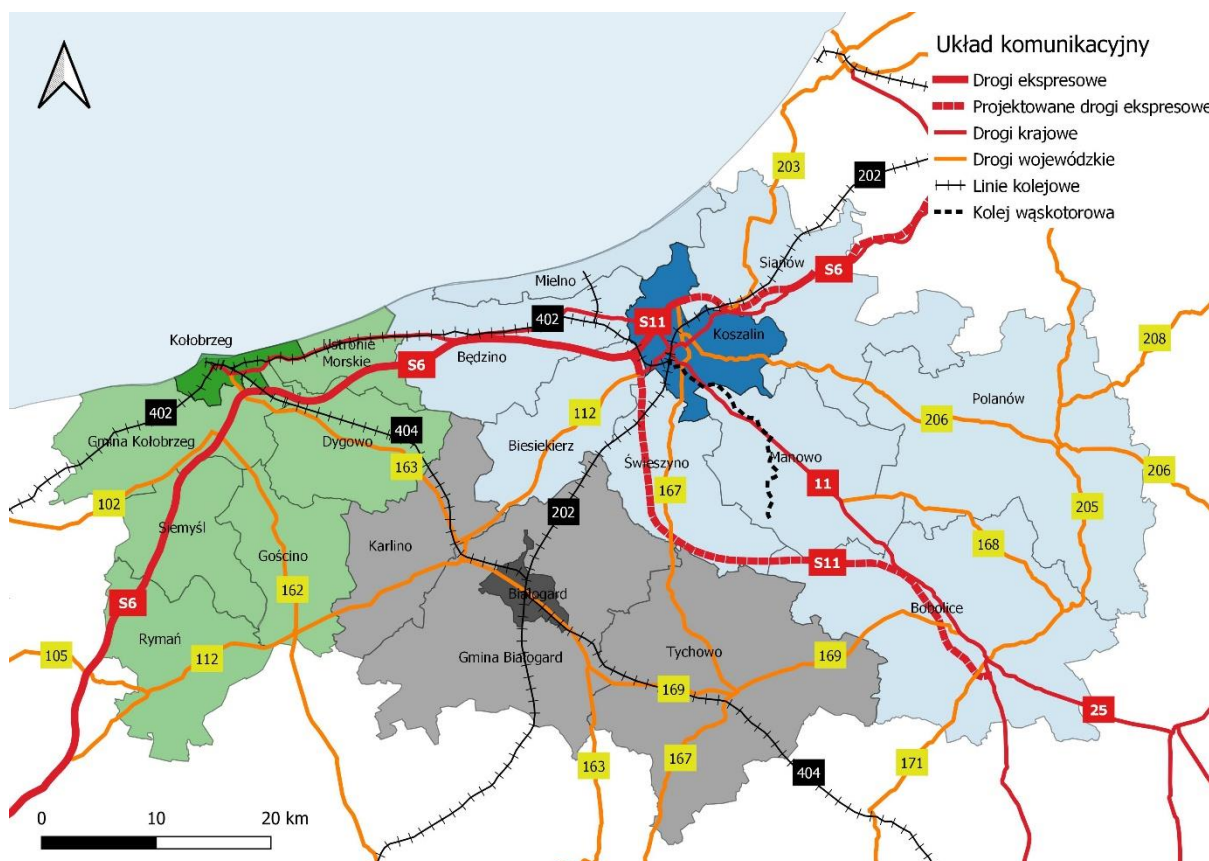 Układ komunikacyjny
Drogi ekspresowe
Projektowane drogi ekspresowe
Drogi krajowe
Drogi wojewódzkie
Linie kolejowe
Kolej wąskotorowa
203
202
Sianów
S6
Mielno
S11
402
Koszalin
Kołobrzeg
Ustronie
Morskie
S6
Będzino
208
Polanów
206
402
Gmina Kołobrzeg
404
Dygowo
163
112
Biesiekierz
Świeszyno
167
Manowo
11
206
205
102
Siemyśl
Gościno
162
Karlino
202
168
S11
S6
Rymań
Białogard
Bobolice
105
112
Gmina Białogard
Tychowo
169
169
25
163
167
404
171
0
10
20 km